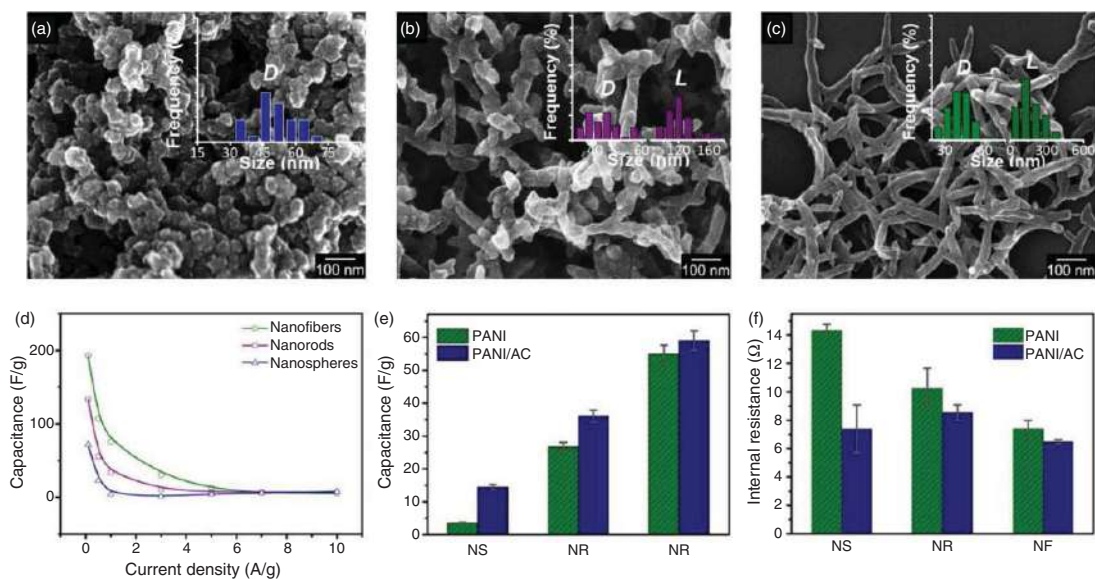 (a)
Frequency (%)
D
15 30 45 60 75
Size (nm)
100 nm
(b)
Frequency (%)
D
L
60 120 160
Size (nm)
100 nm
(c)
Frequency (%)
D
L
30 60 0 300 600
Size (nm)
100 nm
(d)
Nanofibers
Nanorods
Nanospheres
Capacitance (F/g)
200
100
0
0 2 4 6 8 10
Current density (A/g)
(e)
PANI
PANI/AC
Capacitance (F/g)
60
50
40
30
20
10
0
NS NR NR
(f)
PANI
PANI/AC
Internal resistance (Ω)
14
12
10
8
6
4
2
0
NS NR NF